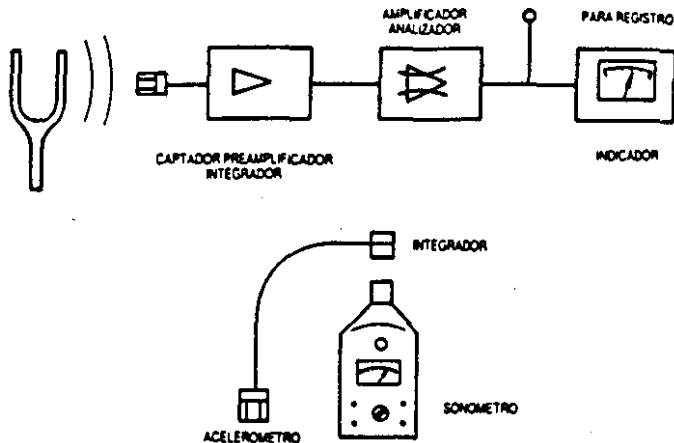 AMPLIFICADOR
ANALIZADOR
PARA REGISTRO
CAPTADOR PREAMPLIFICADOR
INTEGRADOR
INDICADOR
INTEGRADOR
SONOMETRO
ACELEROMETRO